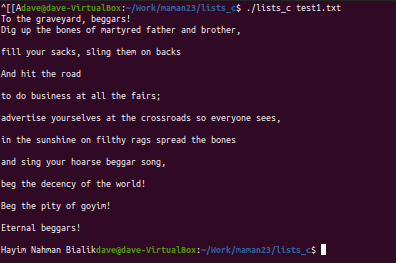 ^[[Adave@dave-VirtualBox:~/Work/maman23/lists_c$ ./lists_c test1.txt
To the graveyard, beggars!
Dig up the bones of martyred father and brother,
fill your sacks, sling them on backs
And hit the road
to do business at all the fairs;
advertise yourselves at the crossroads so everyone sees,
in the sunshine on filthy rags spread the bones
and sing your hoarse beggar song,
beg the decency of the world!
Beg the pity of goyim!
Eternal beggars!
Hayim Nahman Bialikdave@dave-VirtualBox:~/Work/maman23/lists_c$